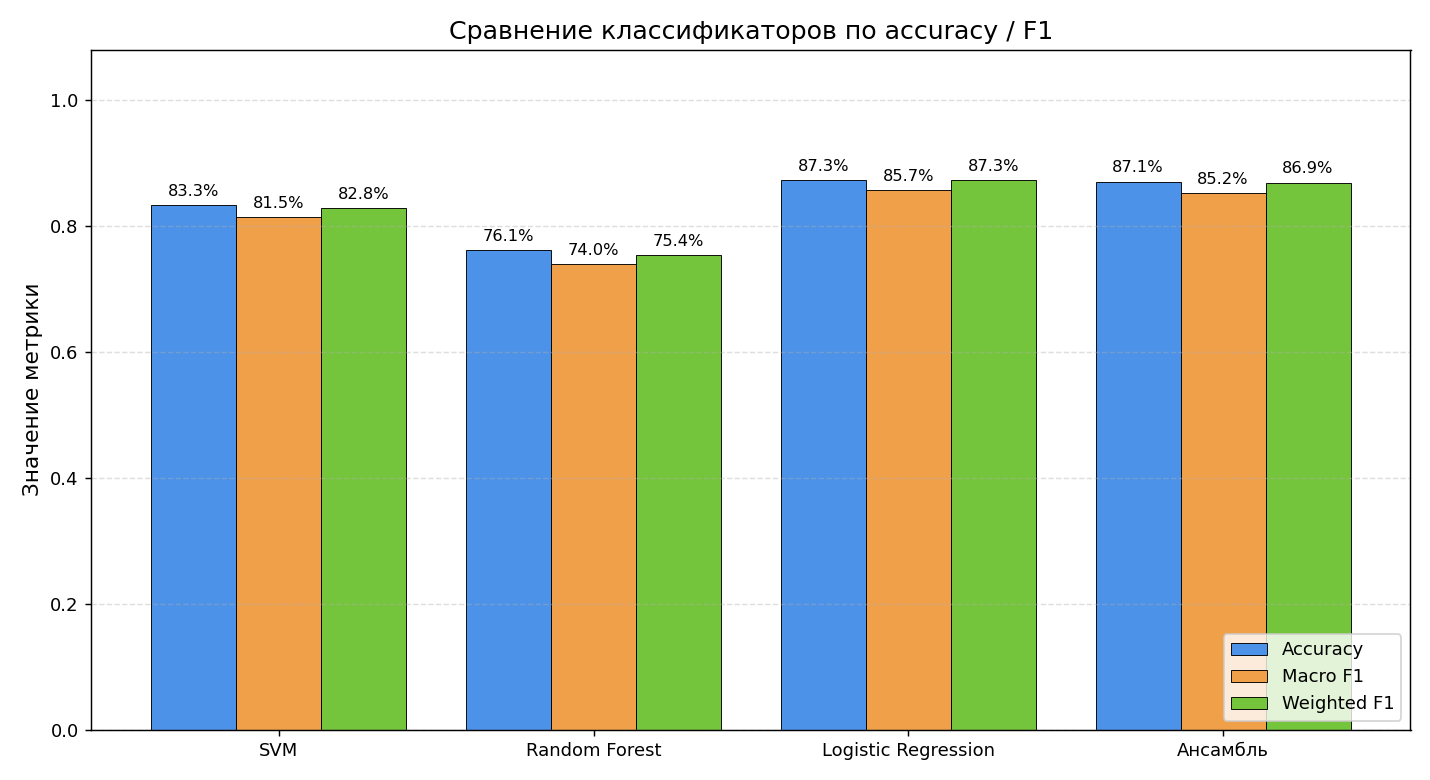 Сравнение классификаторов по accuracy / F1
Значение метрики
1.0
0.8
0.6
0.4
0.2
0.0
83.3%
81.5%
82.8%
76.1%
74.0%
75.4%
87.3%
85.7%
87.3%
87.1%
85.2%
86.9%
SVM
Random Forest
Logistic Regression
Ансамбль
Accuracy
Macro F1
Weighted F1